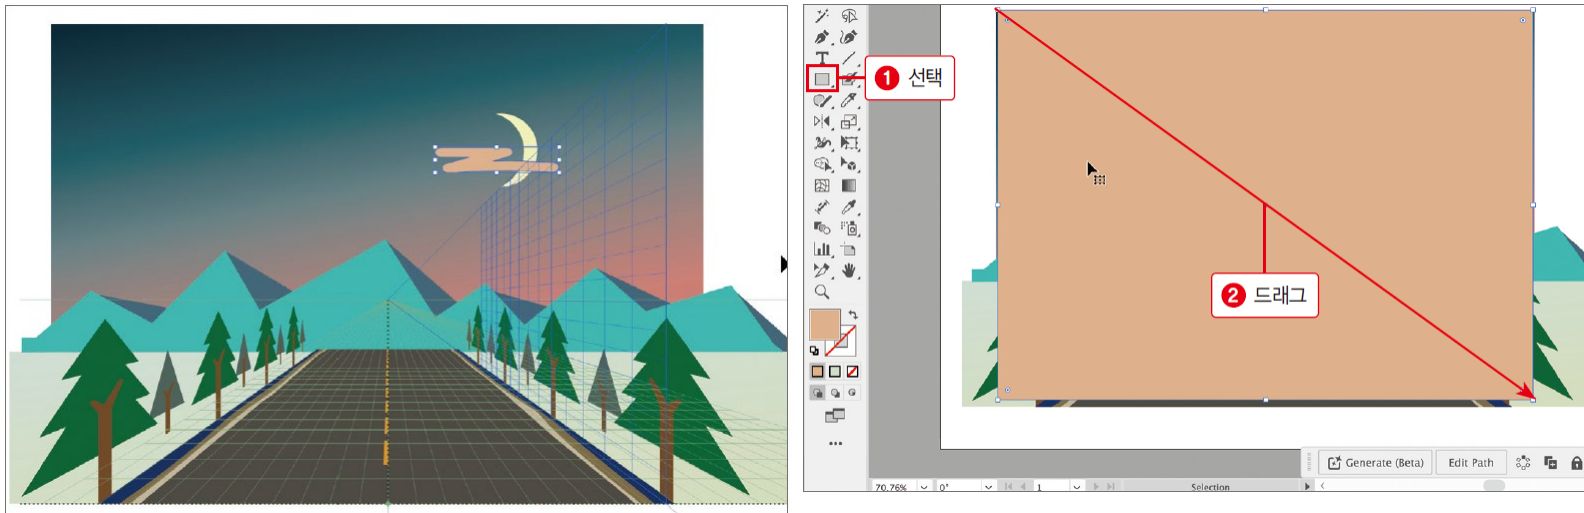 1 선택
2 드래그
Generate (Beta)
Edit Path
70.76%
0°
1
Selection